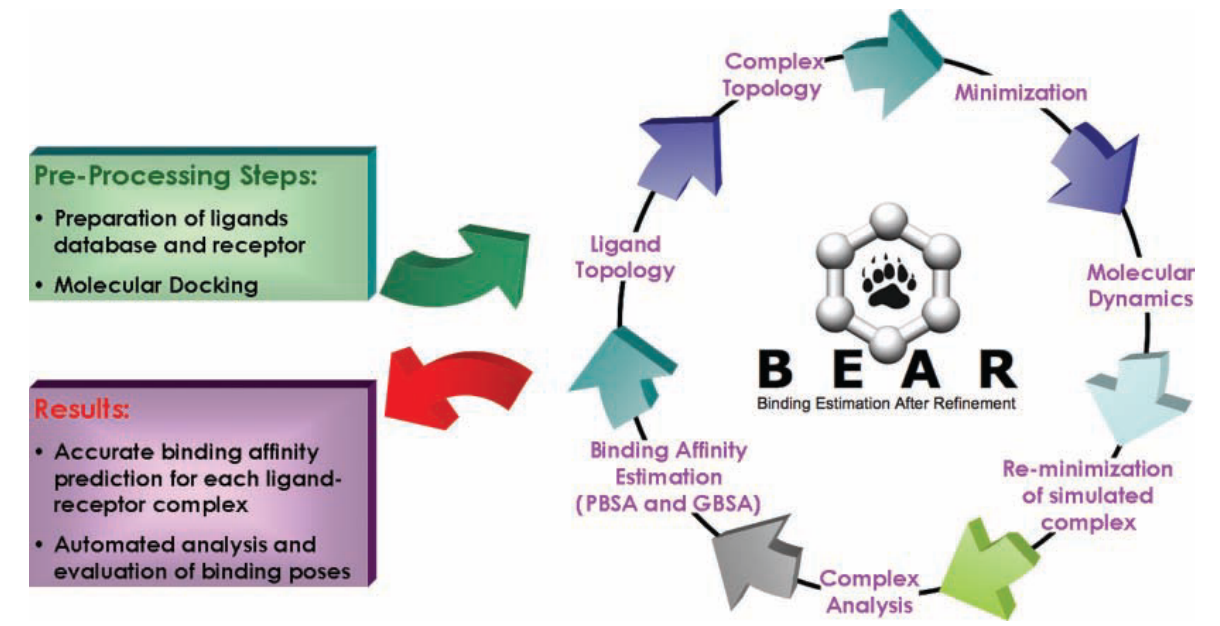 Pre-Processing Steps:
• Preparation of ligands
database and receptor
• Molecular Docking
Results:
• Accurate binding affinity
prediction for each ligand-
receptor complex
• Automated analysis and
evaluation of binding poses
Ligand
Topology
Complex
Topology
Minimization
Molecular
Dynamics
Re-minimization
of simulated
complex
Complex
Analysis
Binding Affinity
Estimation
(PBSA and GBSA)
BEAR
Binding Estimation After Refinement